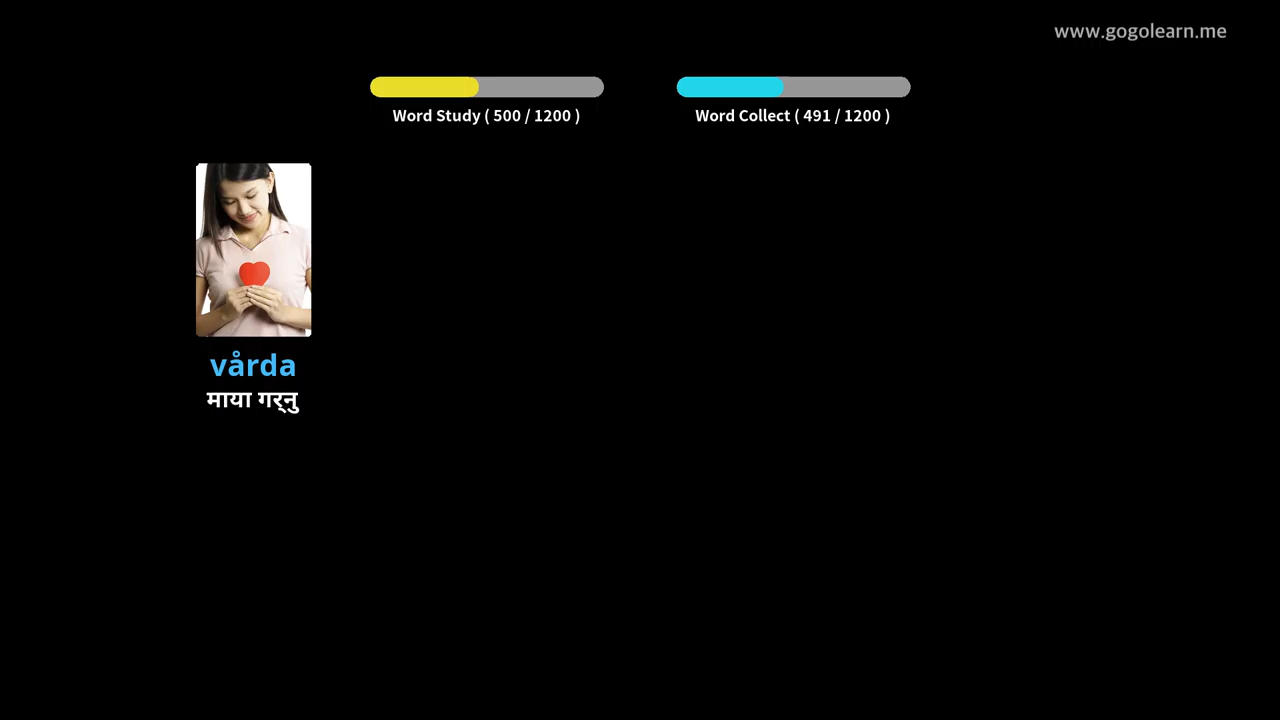 www.gogolearn.me
Word Study ( 500 / 1200 )
Word Collect ( 491 / 1200 )
vårda
माया गर्नु